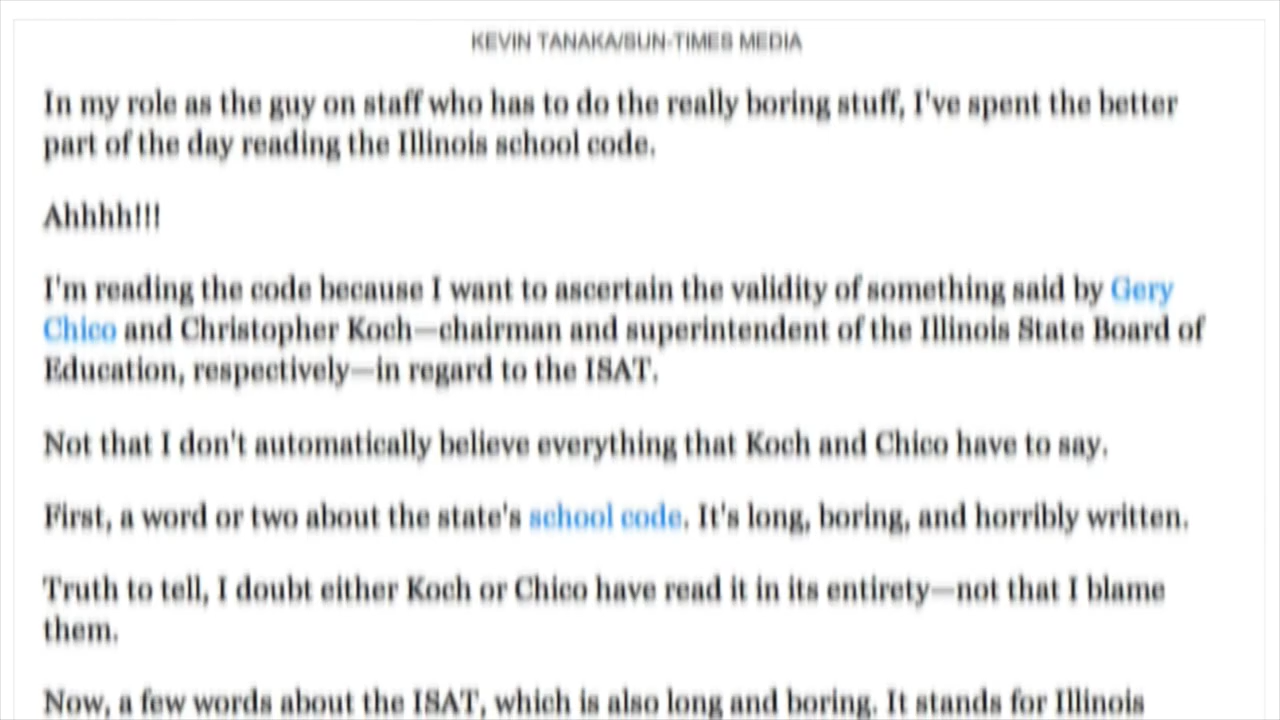 KEVIN TANAKA/SUN-TIMES MEDIA
In my role as the guy on staff who has to do the really boring stuff, I've spent the better
part of the day reading the Illinois school code.
Ahhhh!!!
I'm reading the code because I want to ascertain the validity of something said by Gery
Chico and Christopher Koch—chairman and superintendent of the Illinois State Board of
Education, respectively—in regard to the ISAT.
Not that I don't automatically believe everything that Koch and Chico have to say.
First, a word or two about the state's school code. It's long, boring, and horribly written.
Truth to tell, I doubt either Koch or Chico have read it in its entirety—not that I blame
them.
Now, a few words about the ISAT, which is also long and boring. It stands for Illinois